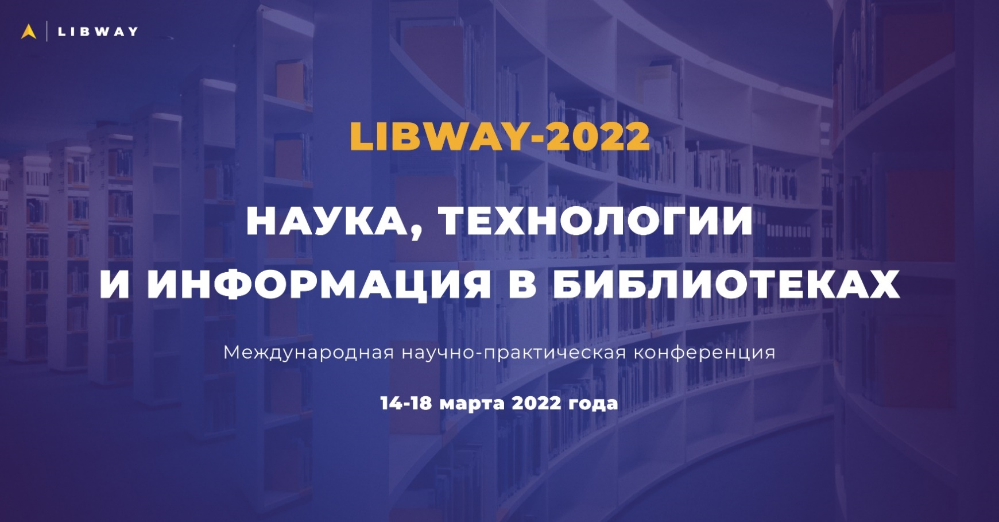 LIBWAY
LIBWAY-2022
НАУКА, ТЕХНОЛОГИИ
И ИНФОРМАЦИЯ В БИБЛИОТЕКАХ
Международная научно-практическая конференция
14-18 марта 2022 года